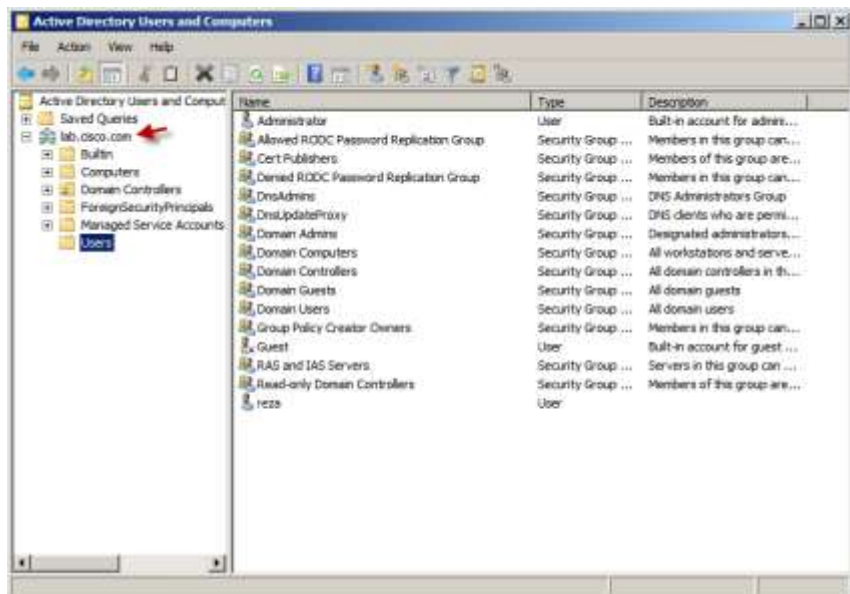 Active Directory Users and Computers
File Action View Help
Active Directory Users and Comput
Saved Queries
lab.cisco.com
Builtin
Computers
Domain Controllers
ForeignSecurityPrincipals
Managed Service Accounts
Users
Name Type Description
Administrator User Built-in account for admini...
Allowed RODC Password Replication Group Security Group ... Members in this group can...
Cert Publishers Security Group ... Members of this group are...
Denied RODC Password Replication Group Security Group ... Members in this group can...
DnsAdmins Security Group ... DNS Administrators Group
DnsUpdateProxy Security Group ... DNS clients who are permi...
Domain Admins Security Group ... Designated administrators...
Domain Computers Security Group ... All workstations and serve...
Domain Controllers Security Group ... All domain controllers in th...
Domain Guests Security Group ... All domain guests
Domain Users Security Group ... All domain users
Group Policy Creator Owners Security Group ... Members in this group can...
Guest User Built-in account for guest ...
RAS and IAS Servers Security Group ... Servers in this group can ...
Read-only Domain Controllers Security Group ... Members of this group are...
reza User